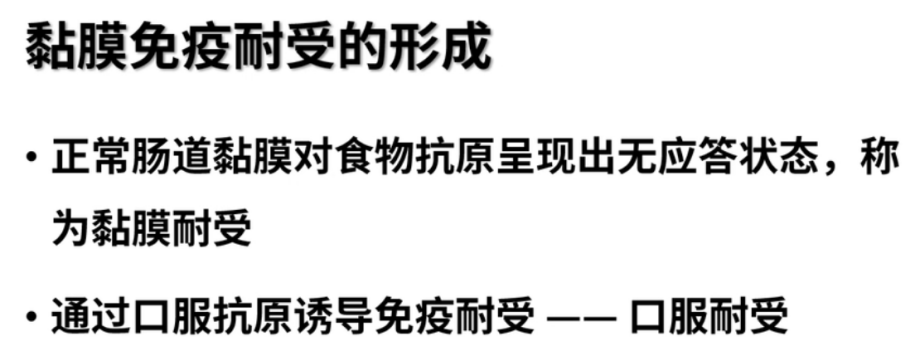 黏膜免疫耐受的形成
• 正常肠道黏膜对食物抗原呈现出无应答状态，称
为黏膜耐受
• 通过口服抗原诱导免疫耐受 —— 口服耐受